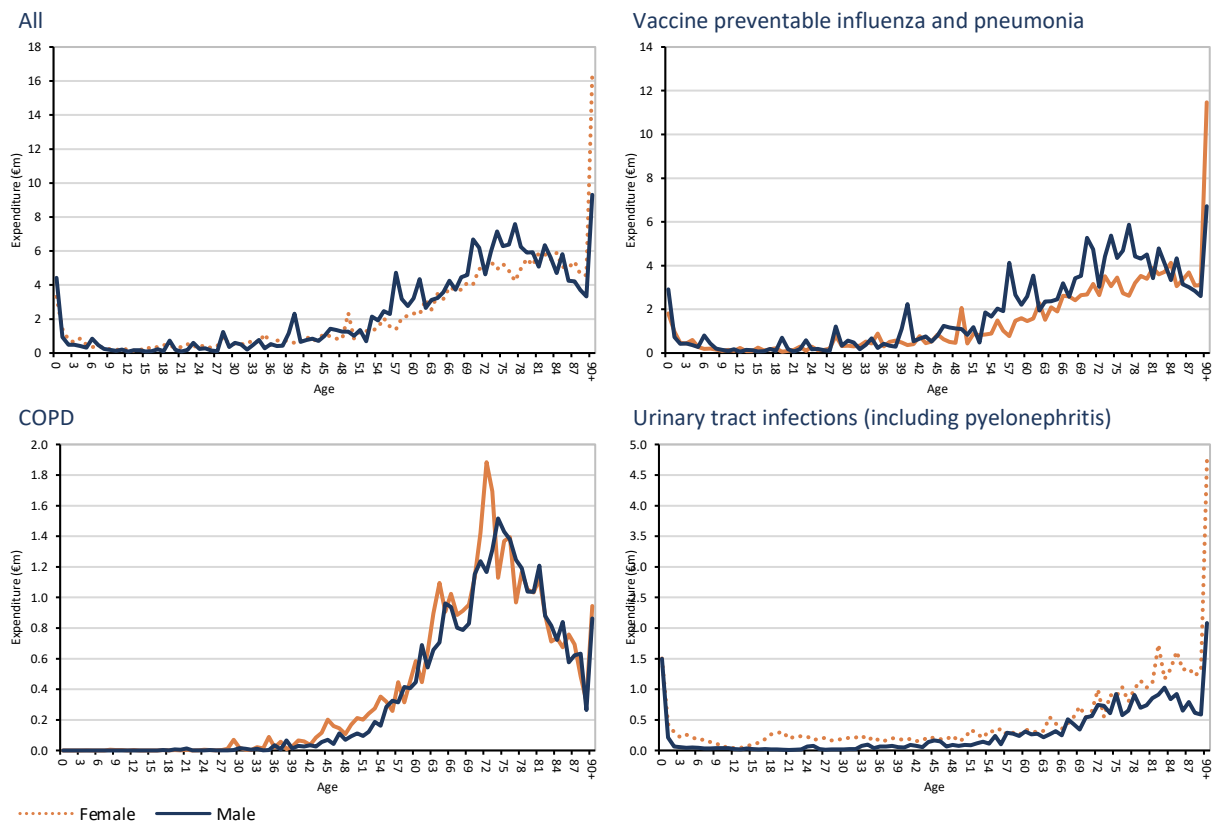 All
Vaccine preventable influenza and pneumonia
18
16
14
12
10
8
6
4
2
0
Expenditure (€m)
0 3 6 9 12 15 18 21 24 27 30 33 36 39 42 45 48 51 54 57 60 63 66 69 72 75 78 81 84 87 90+
Age
14
12
10
8
6
4
2
0
Expenditure (€m)
0 3 6 9 12 15 18 21 24 27 30 33 36 39 42 45 48 51 54 57 60 63 66 69 72 75 78 81 84 87 90+
Age
COPD
Urinary tract infections (including pyelonephritis)
2.0
1.8
1.6
1.4
1.2
1.0
0.8
0.6
0.4
0.2
0.0
Expenditure (€m)
0 3 6 9 12 15 18 21 24 27 30 33 36 39 42 45 48 51 54 57 60 63 66 69 72 75 78 81 84 87 90+
Age
5.0
4.5
4.0
3.5
3.0
2.5
2.0
1.5
1.0
0.5
0.0
Expenditure (€m)
0 3 6 9 12 15 18 21 24 27 30 33 36 39 42 45 48 51 54 57 60 63 66 69 72 75 78 81 84 87 90+
Age
Female Male